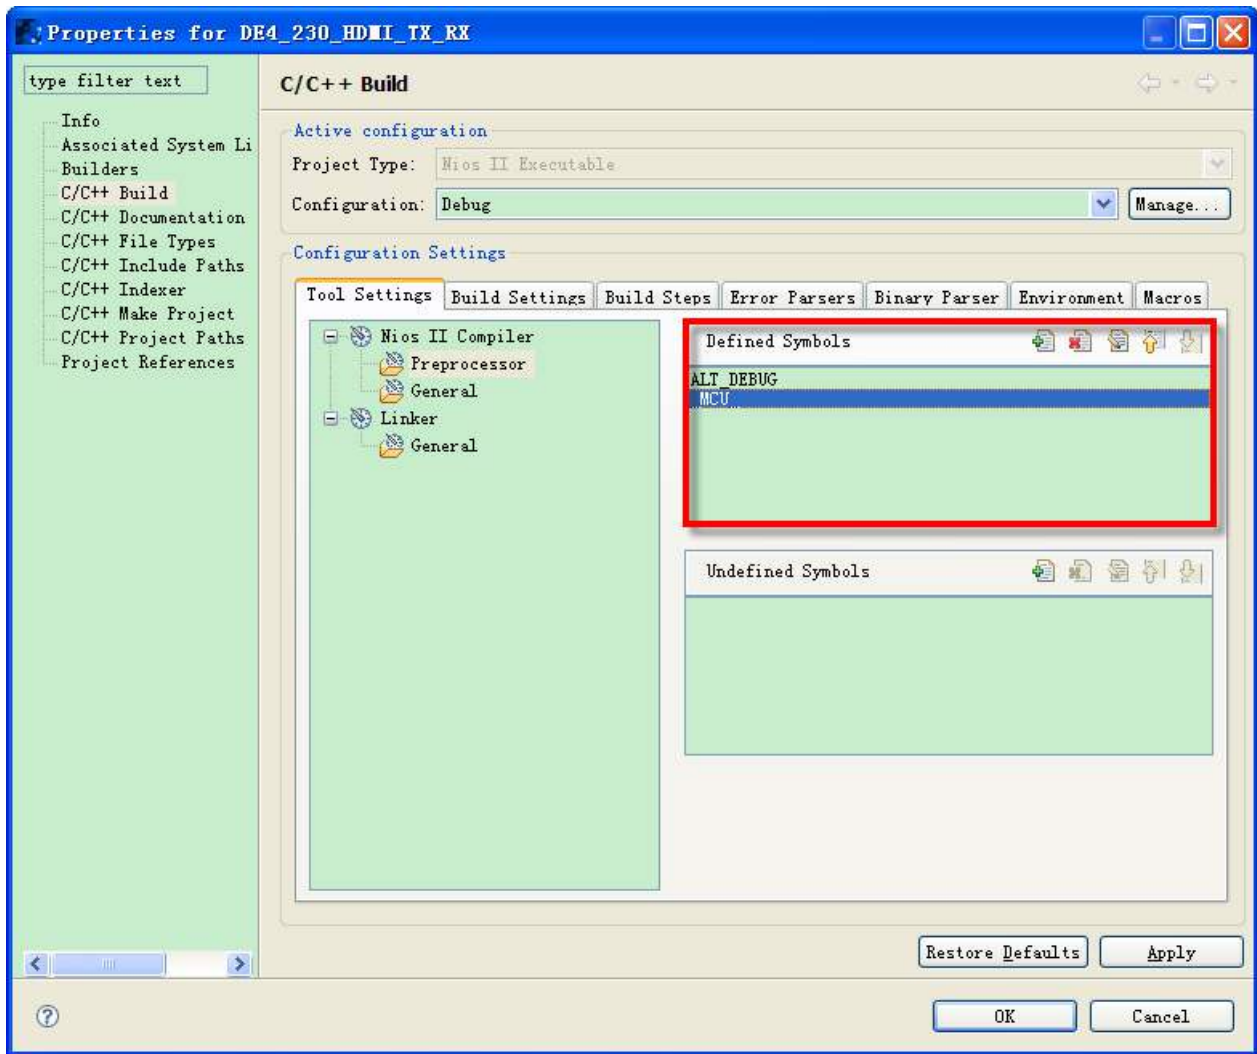 Properties for DE4_230_HDMI_TX_RX
type filter text
Info
Associated System Li
Builders
C/C++ Build
C/C++ Documentation
C/C++ File Types
C/C++ Include Paths
C/C++ Indexer
C/C++ Make Project
C/C++ Project Paths
Project References
C/C++ Build
Active configuration
Project Type: Nios II Executable
Configuration: Debug Manage...
Configuration Settings
Tool Settings Build Settings Build Steps Error Parsers Binary Parser Environment Macros
Nios II Compiler
Preprocessor
General
Linker
General
Defined Symbols
ALT_DEBUG
_MCU_
Undefined Symbols
Restore Defaults Apply
OK Cancel